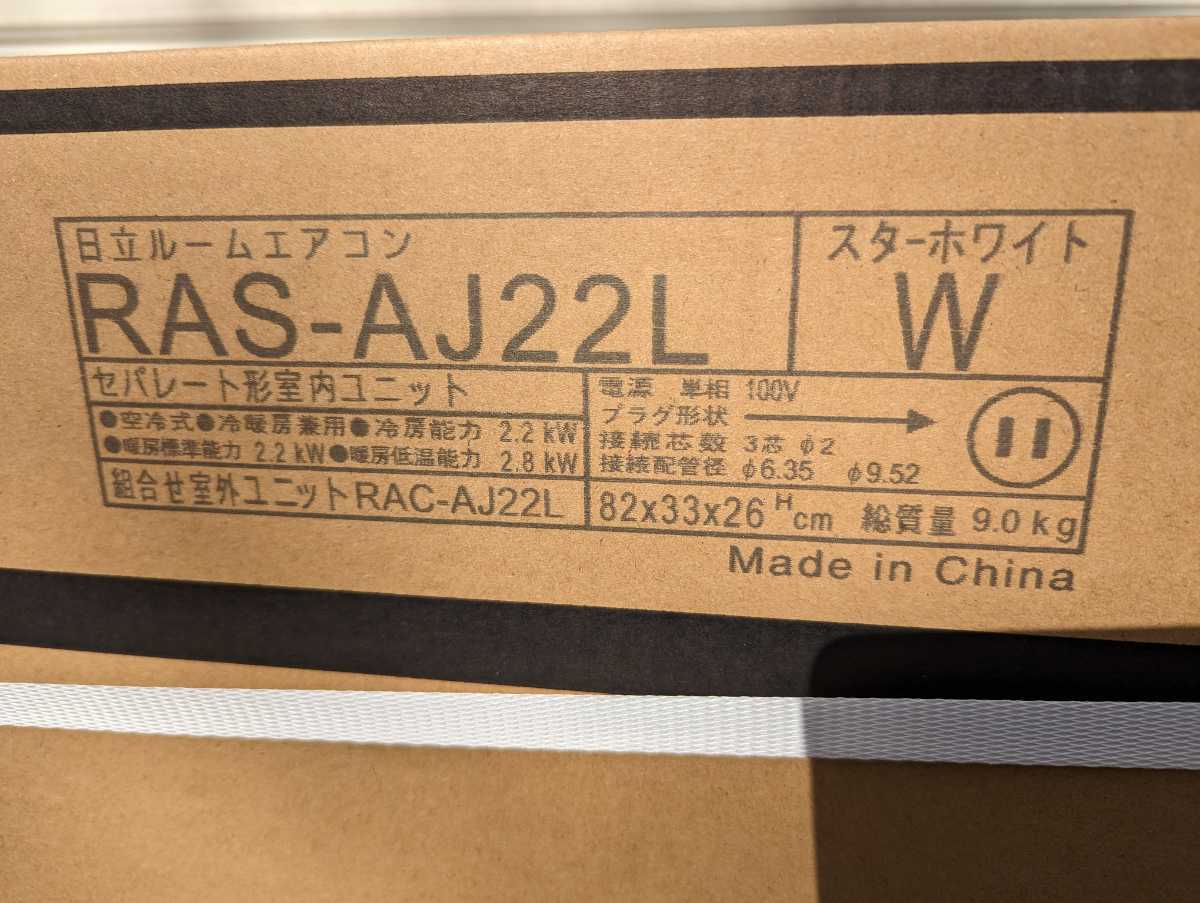 日立ルームエアコン
RAS-AJ22L
スターホワイト
W
セパレート形室内ユニット
●空冷式●冷暖房兼用●冷房能力 2.2 kW
●暖房標準能力 2.2 kW●暖房低温能力 2.8 kW
組合せ室外ユニットRAC-AJ22L
電源 単相 100V
プラグ形状
接続芯数 3芯 φ2
接続配管径 φ6.35 φ9.52
82x33x26 H cm 総質量 9.0 kg
Made in China